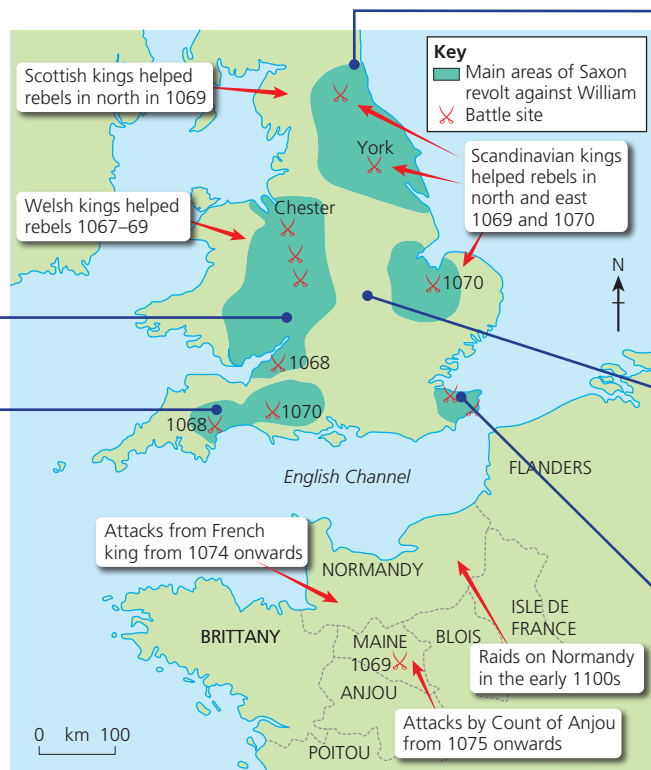 Key
Main areas of Saxon
revolt against William
Battle site
Scottish kings helped
rebels in north in 1069
York
Scandinavian kings
helped rebels in
north and east
1069 and 1070
Welsh kings helped
rebels 1067–69
Chester
N
1070
1068
1070
1068
English Channel
FLANDERS
Attacks from French
king from 1074 onwards
NORMANDY
ISLE DE
FRANCE
BRITTANY
MAINE
1069
BLOIS
Raids on Normandy
in the early 1100s
ANJOU
Attacks by Count of Anjou
from 1075 onwards
POITOU
0 km 100